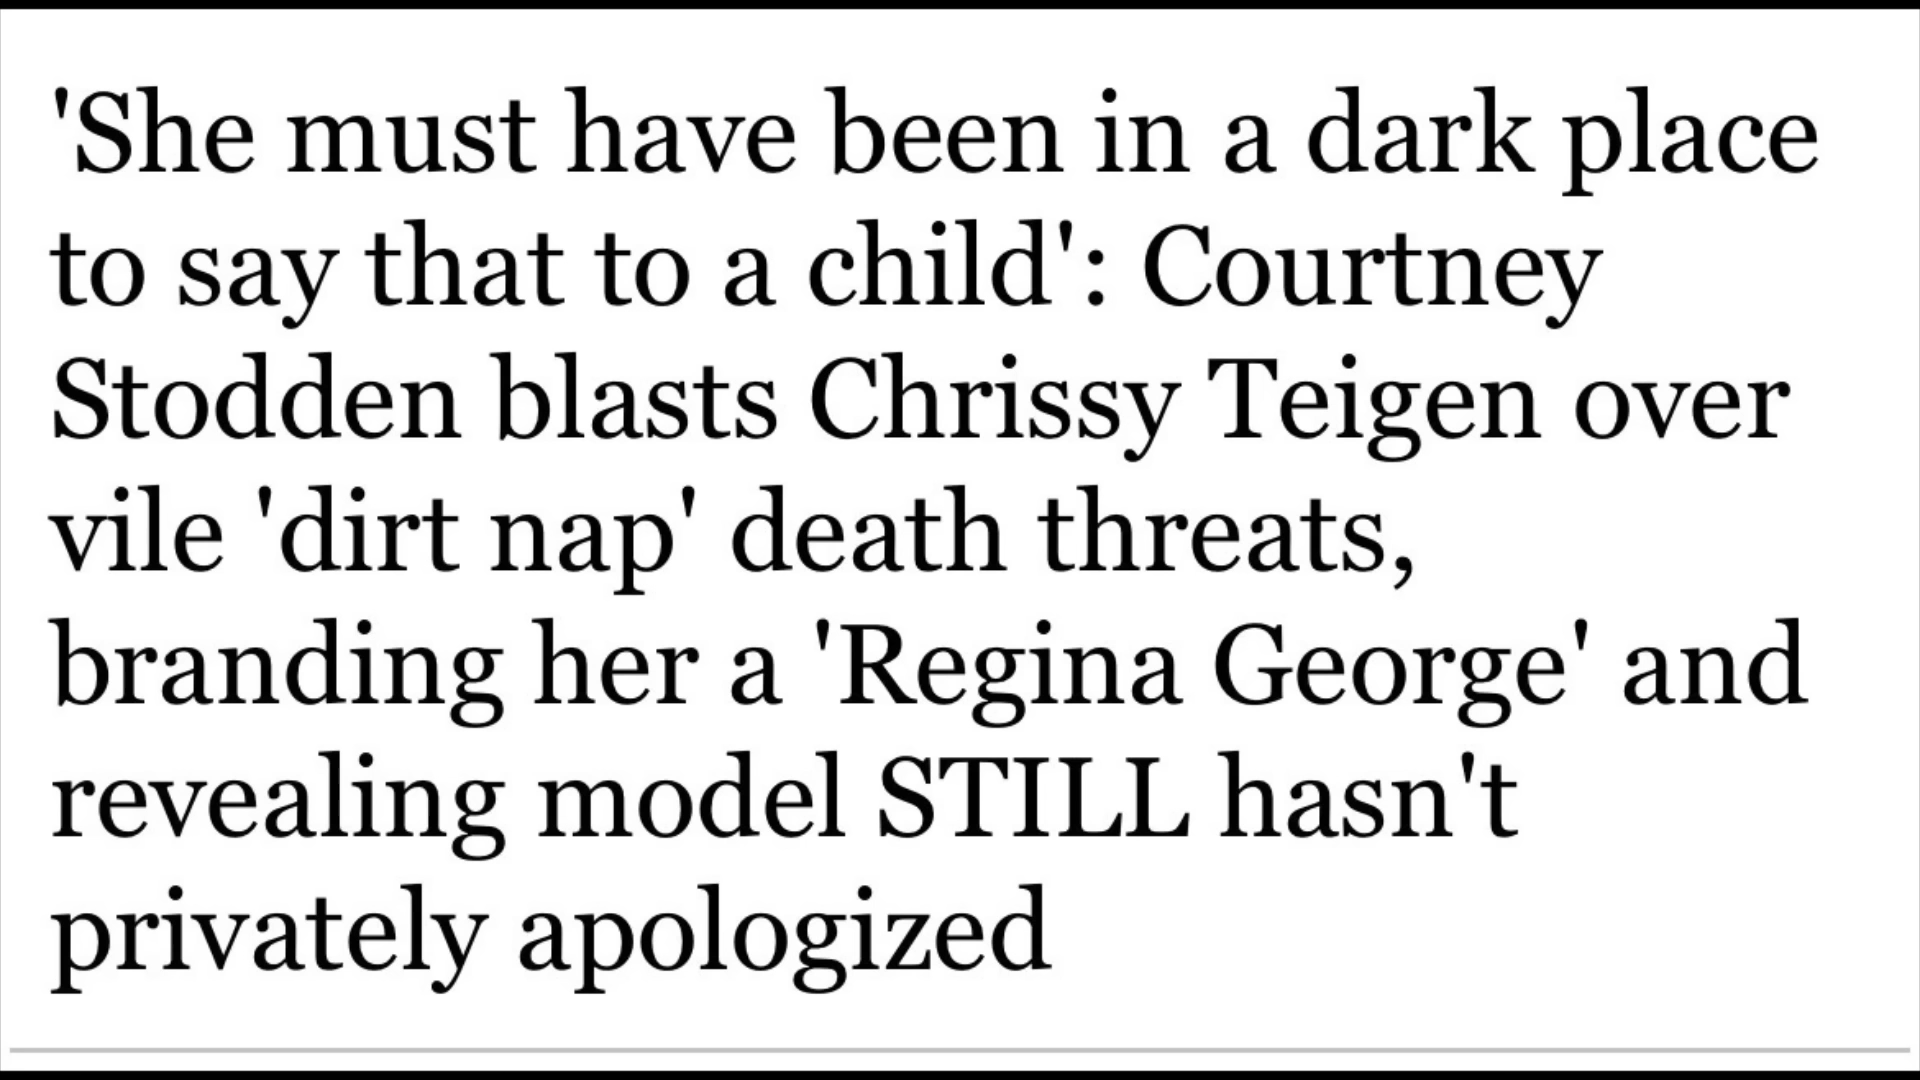 'She must have been in a dark place
to say that to a child': Courtney
Stodden blasts Chrissy Teigen over
vile 'dirt nap' death threats,
branding her a 'Regina George' and
revealing model STILL hasn't
privately apologized